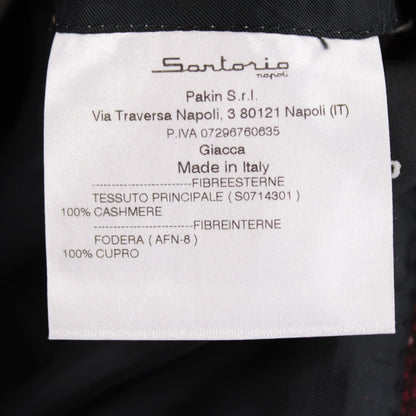 Sartorio
napoli
Pakin S.r.l.
Via Traversa Napoli, 3 80121 Napoli (IT)
P.IVA 07296760635
Giacca
Made in Italy
------------------------FIBREESTERNE
TESSUTO PRINCIPALE ( S0714301 )
100% CASHMERE
--------------------------FIBREINTERNE
FODERA ( AFN-8 )
100% CUPRO